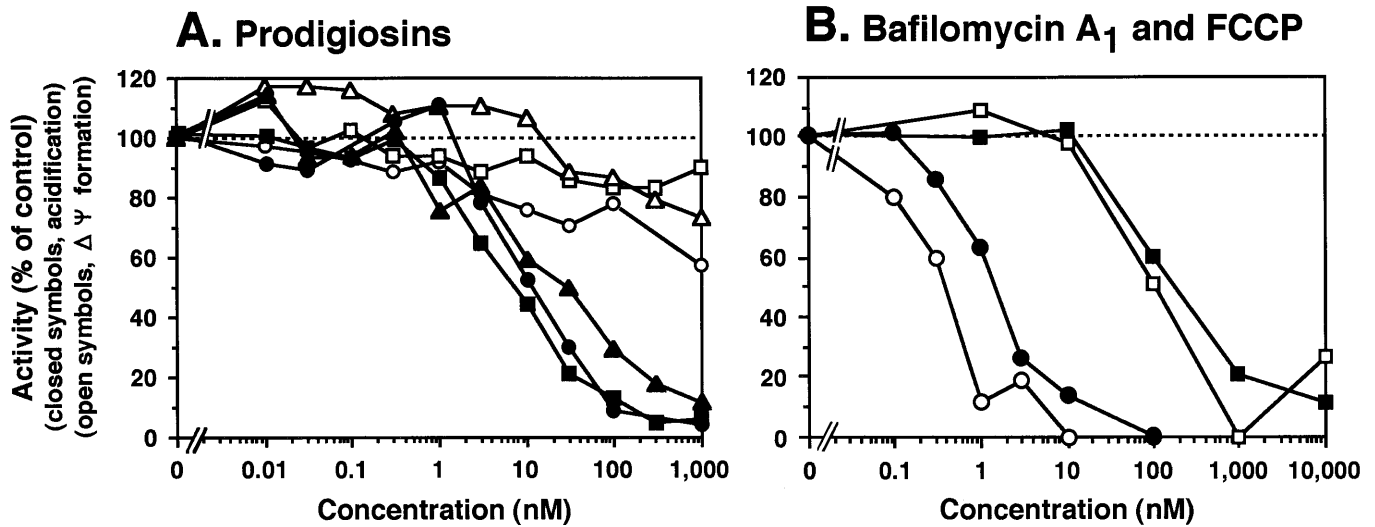 A. Prodigiosins
B. Bafilomycin A1 and FCCP
Activity (% of control)
(closed symbols, acidification)
(open symbols, Δ Ψ formation)
120
100
80
60
40
20
0
0 0.01 0.1 1 10 100 1,000
Concentration (nM)
120
100
80
60
40
20
0
0 0.1 1 10 100 1,000 10,000
Concentration (nM)